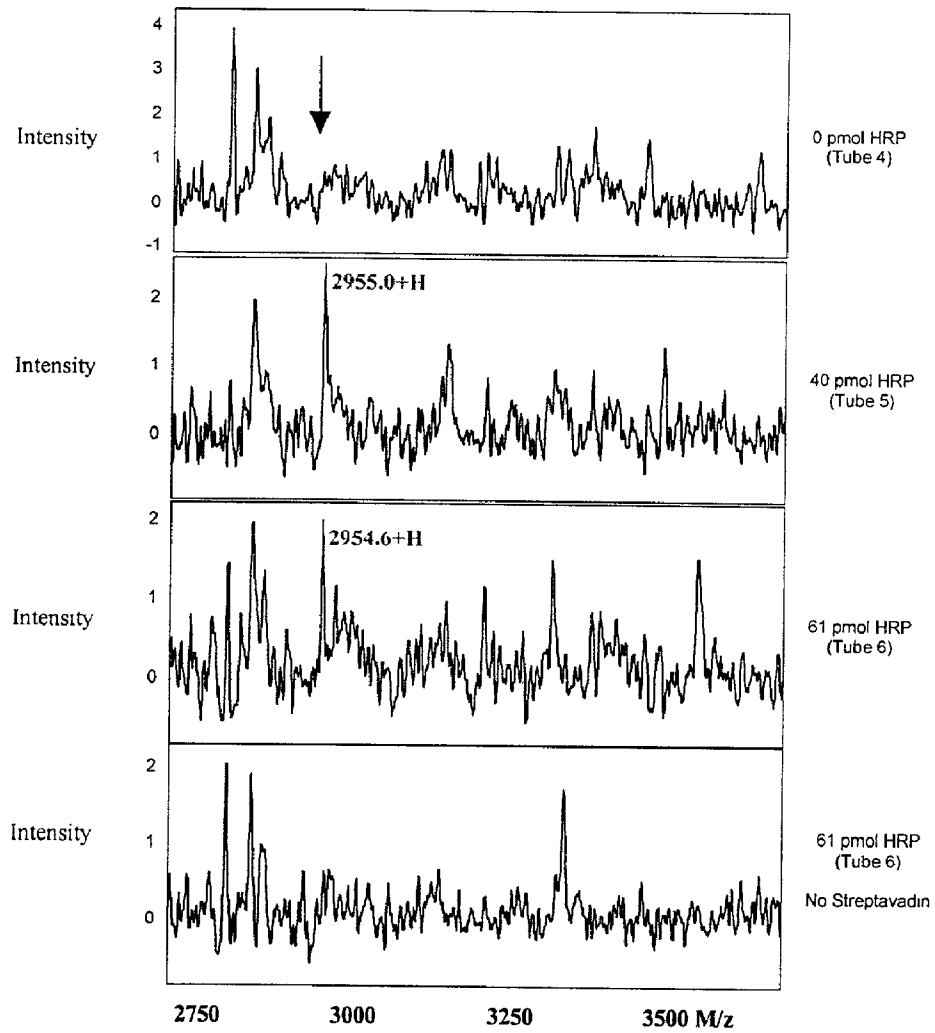 4
3
2
1
0
-1
Intensity
0 pmol HRP
(Tube 4)
2955.0+H
2
1
0
Intensity
40 pmol HRP
(Tube 5)
2954.6+H
2
1
0
Intensity
61 pmol HRP
(Tube 6)
2
1
0
Intensity
61 pmol HRP
(Tube 6)
No Streptavadin
2750 3000 3250 3500 M/z